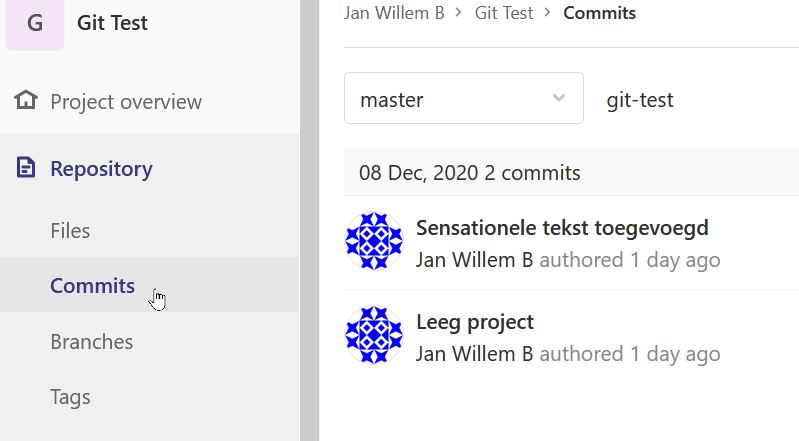 G Git Test
Project overview
Repository
Files
Commits
Branches
Tags
Jan Willem B > Git Test > Commits
master git-test
08 Dec, 2020 2 commits
Sensationele tekst toegevoegd
Jan Willem B authored 1 day ago
Leeg project
Jan Willem B authored 1 day ago